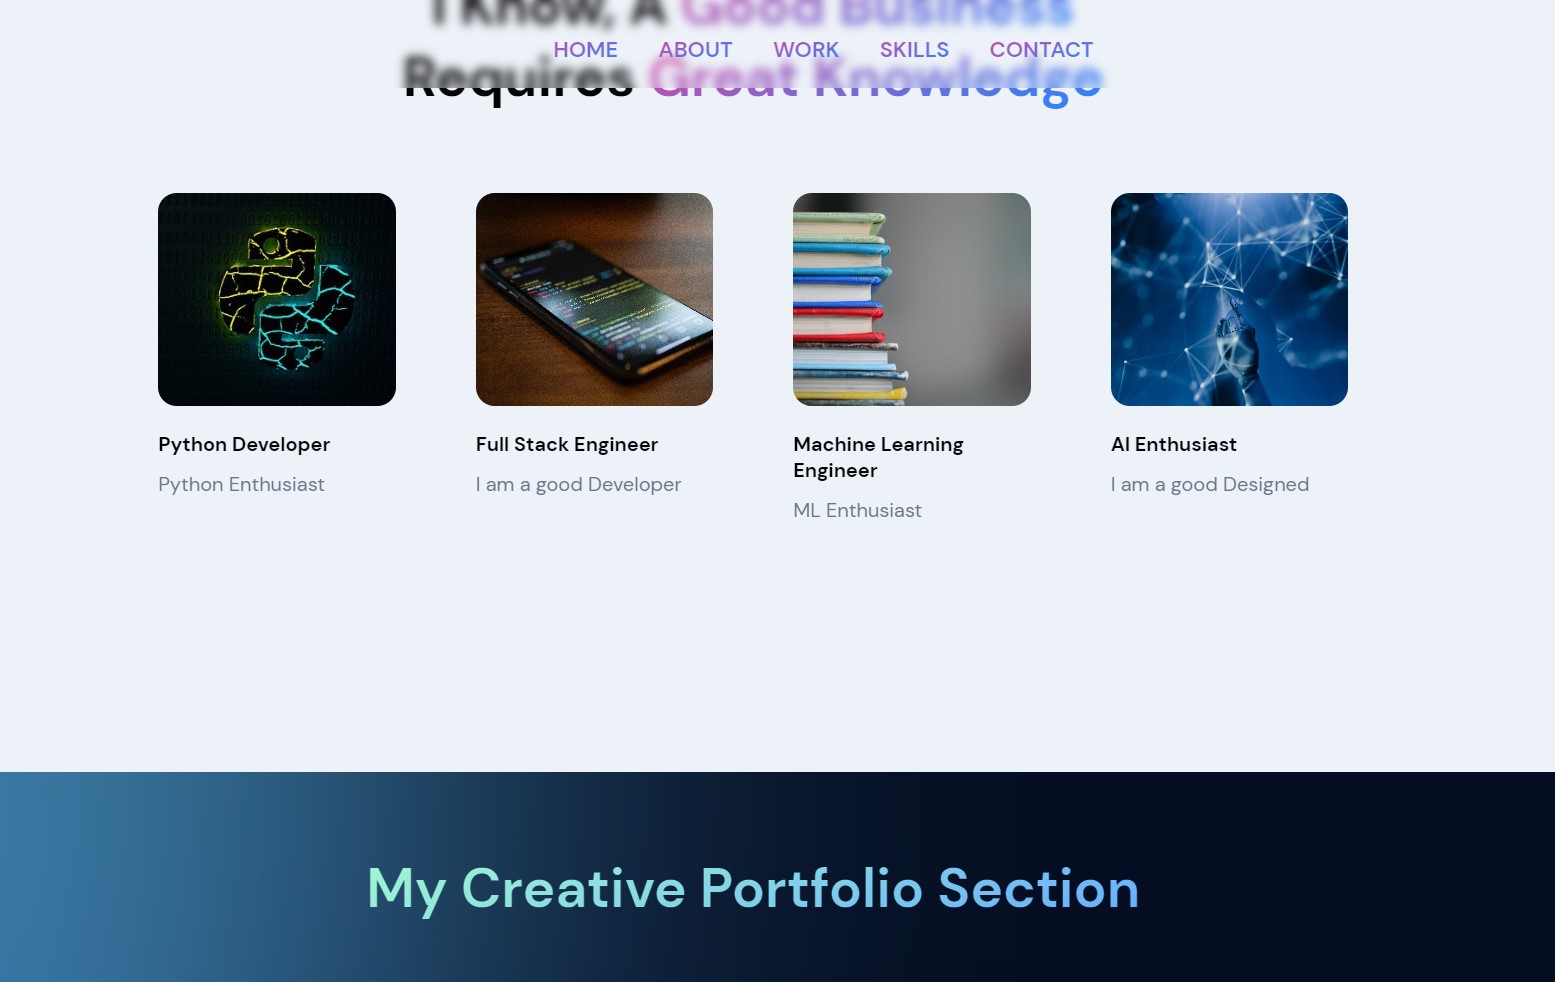 I Know, A Good Business
HOME ABOUT WORK SKILLS CONTACT
Requires Great Knowledge
Python Developer
Python Enthusiast
Full Stack Engineer
I am a good Developer
Machine Learning
Engineer
ML Enthusiast
AI Enthusiast
I am a good Designed
My Creative Portfolio Section